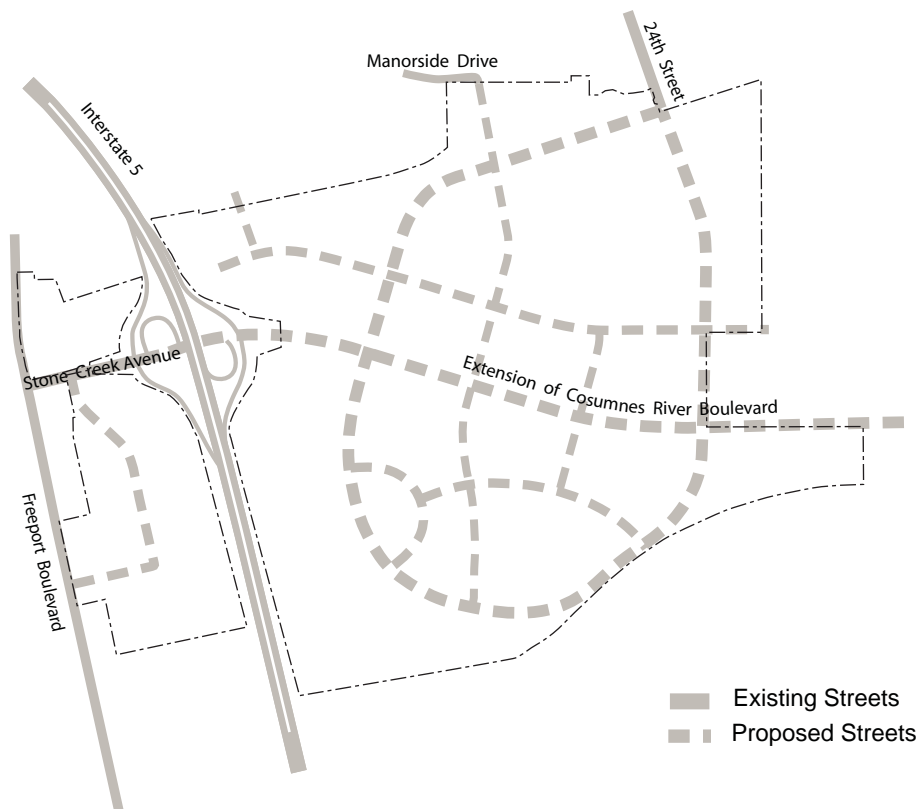 24th Street
Manorside Drive
Interstate 5
Stone Creek Avenue
Extension of Cosumnes River Boulevard
Freeport Boulevard
Existing Streets
Proposed Streets